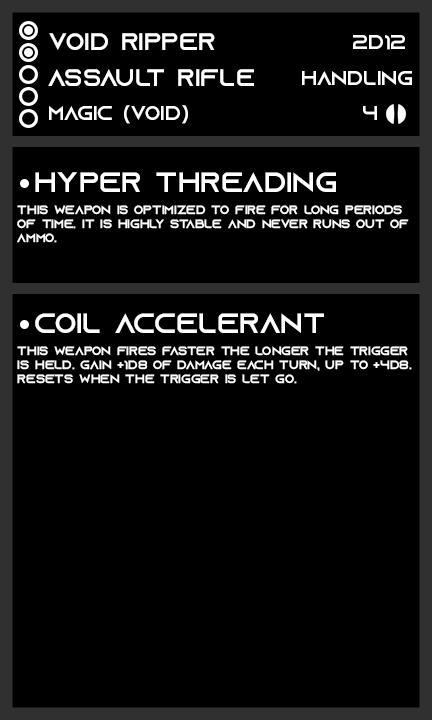 VOID RIPPER 2D12
ASSAULT RIFLE HANDLING
MAGIC (VOID) 4
•HYPER THREADING
THIS WEAPON IS OPTIMIZED TO FIRE FOR LONG PERIODS
OF TIME. IT IS HIGHLY STABLE AND NEVER RUNS OUT OF
AMMO.
•COIL ACCELERANT
THIS WEAPON FIRES FASTER THE LONGER THE TRIGGER
IS HELD. GAIN +1D8 OF DAMAGE EACH TURN, UP TO +4D8.
RESETS WHEN THE TRIGGER IS LET GO.